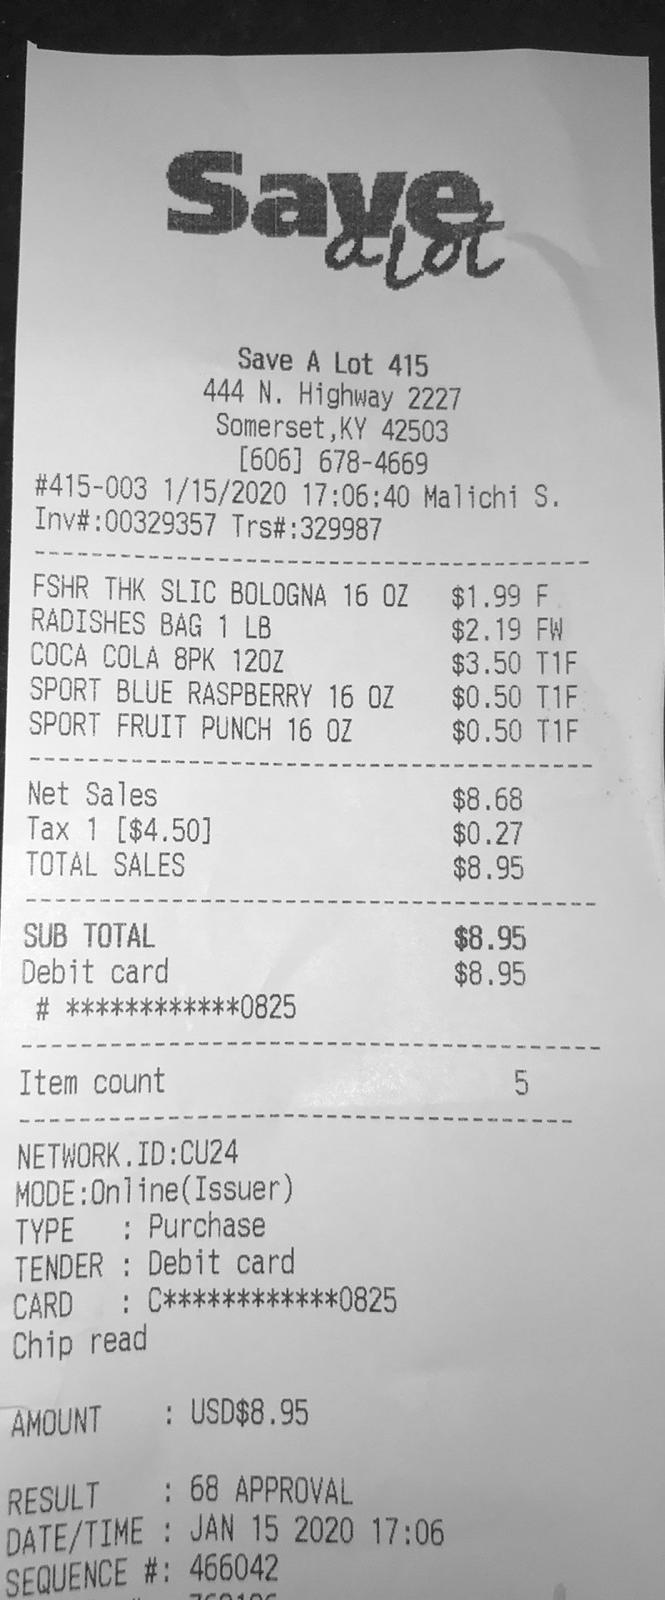 Save
a Lot
Save A Lot 415
444 N. Highway 2227
Somerset,KY 42503
[606] 678-4669
#415-003 1/15/2020 17:06:40 Malichi S.
Inv#:00329357 Trs#:329987
FSHR THK SLIC BOLOGNA 16 OZ $1.99 F
RADISHES BAG 1 LB $2.19 FW
COCA COLA 8PK 12OZ $3.50 T1F
SPORT BLUE RASPBERRY 16 OZ $0.50 T1F
SPORT FRUIT PUNCH 16 OZ $0.50 T1F
Net Sales $8.68
Tax 1 [$4.50] $0.27
TOTAL SALES $8.95
SUB TOTAL $8.95
Debit card $8.95
# ************0825
Item count 5
NETWORK.ID:CU24
MODE:Online(Issuer)
TYPE : Purchase
TENDER : Debit card
CARD : C************0825
Chip read
AMOUNT : USD$8.95
RESULT : 68 APPROVAL
DATE/TIME : JAN 15 2020 17:06
SEQUENCE #: 466042